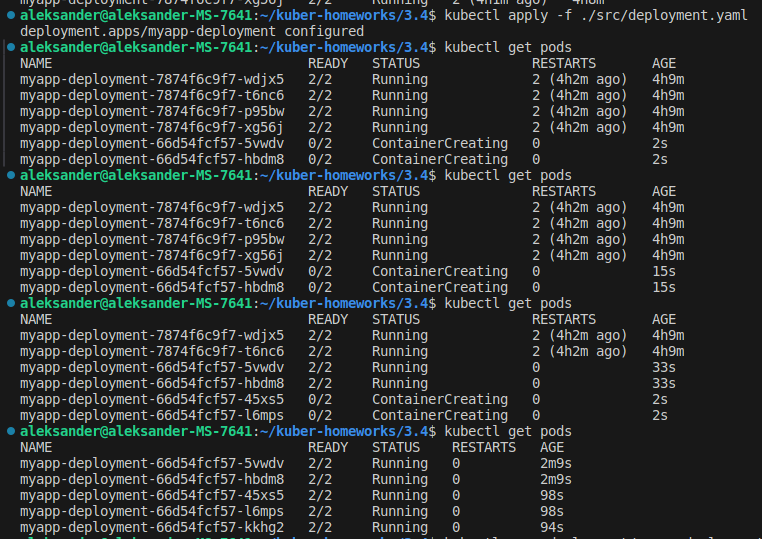 myapp-deployment-7874f6c9f7-xg56j   2/2     Running   2 (4h1m ago)   4h8m
aleksander@aleksander-MS-7641:~/kuber-homeworks/3.4$ kubectl apply -f ./src/deployment.yaml
deployment.apps/myapp-deployment configured
aleksander@aleksander-MS-7641:~/kuber-homeworks/3.4$ kubectl get pods
NAME                                READY   STATUS              RESTARTS       AGE
myapp-deployment-7874f6c9f7-wdjx5   2/2     Running             2 (4h2m ago)   4h9m
myapp-deployment-7874f6c9f7-t6nc6   2/2     Running             2 (4h2m ago)   4h9m
myapp-deployment-7874f6c9f7-p95bw   2/2     Running             2 (4h2m ago)   4h9m
myapp-deployment-7874f6c9f7-xg56j   2/2     Running             2 (4h2m ago)   4h9m
myapp-deployment-66d54fcf57-5vwdv   0/2     ContainerCreating   0              2s
myapp-deployment-66d54fcf57-hbdm8   0/2     ContainerCreating   0              2s
aleksander@aleksander-MS-7641:~/kuber-homeworks/3.4$ kubectl get pods
NAME                                READY   STATUS              RESTARTS       AGE
myapp-deployment-7874f6c9f7-wdjx5   2/2     Running             2 (4h2m ago)   4h9m
myapp-deployment-7874f6c9f7-t6nc6   2/2     Running             2 (4h2m ago)   4h9m
myapp-deployment-7874f6c9f7-p95bw   2/2     Running             2 (4h2m ago)   4h9m
myapp-deployment-7874f6c9f7-xg56j   2/2     Running             2 (4h2m ago)   4h9m
myapp-deployment-66d54fcf57-5vwdv   0/2     ContainerCreating   0              15s
myapp-deployment-66d54fcf57-hbdm8   0/2     ContainerCreating   0              15s
aleksander@aleksander-MS-7641:~/kuber-homeworks/3.4$ kubectl get pods
NAME                                READY   STATUS              RESTARTS       AGE
myapp-deployment-7874f6c9f7-wdjx5   2/2     Running             2 (4h2m ago)   4h9m
myapp-deployment-7874f6c9f7-t6nc6   2/2     Running             2 (4h2m ago)   4h9m
myapp-deployment-66d54fcf57-5vwdv   2/2     Running             0              33s
myapp-deployment-66d54fcf57-hbdm8   2/2     Running             0              33s
myapp-deployment-66d54fcf57-45xs5   0/2     ContainerCreating   0              2s
myapp-deployment-66d54fcf57-l6mps   0/2     ContainerCreating   0              2s
aleksander@aleksander-MS-7641:~/kuber-homeworks/3.4$ kubectl get pods
NAME                                READY   STATUS    RESTARTS   AGE
myapp-deployment-66d54fcf57-5vwdv   2/2     Running   0          2m9s
myapp-deployment-66d54fcf57-hbdm8   2/2     Running   0          2m9s
myapp-deployment-66d54fcf57-45xs5   2/2     Running   0          98s
myapp-deployment-66d54fcf57-l6mps   2/2     Running   0          98s
myapp-deployment-66d54fcf57-kkhg2   2/2     Running   0          94s